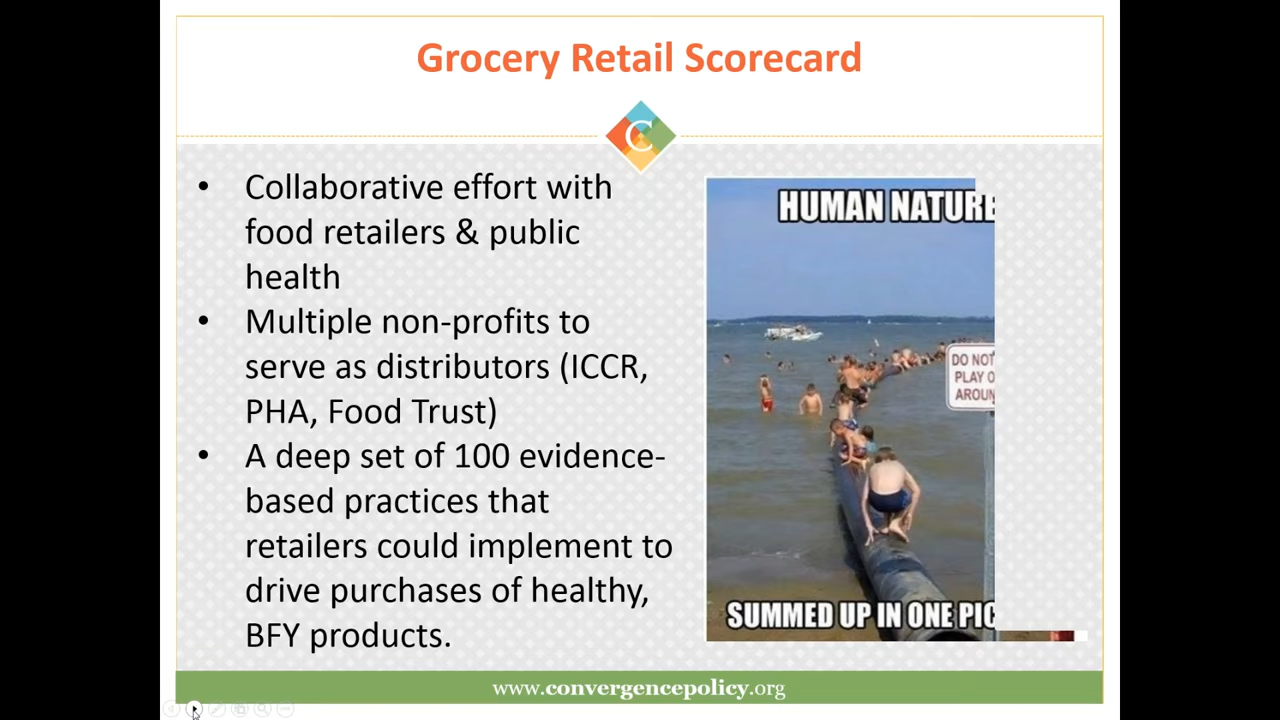 Grocery Retail Scorecard
C
• Collaborative effort with
food retailers & public
health
• Multiple non-profits to
serve as distributors (ICCR,
PHA, Food Trust)
• A deep set of 100 evidence-
based practices that
retailers could implement to
drive purchases of healthy,
BFY products.
HUMAN NATURE
DO NOT
PLAY O
AROUN
SUMMED UP IN ONE PIC
www.convergencepolicy.org